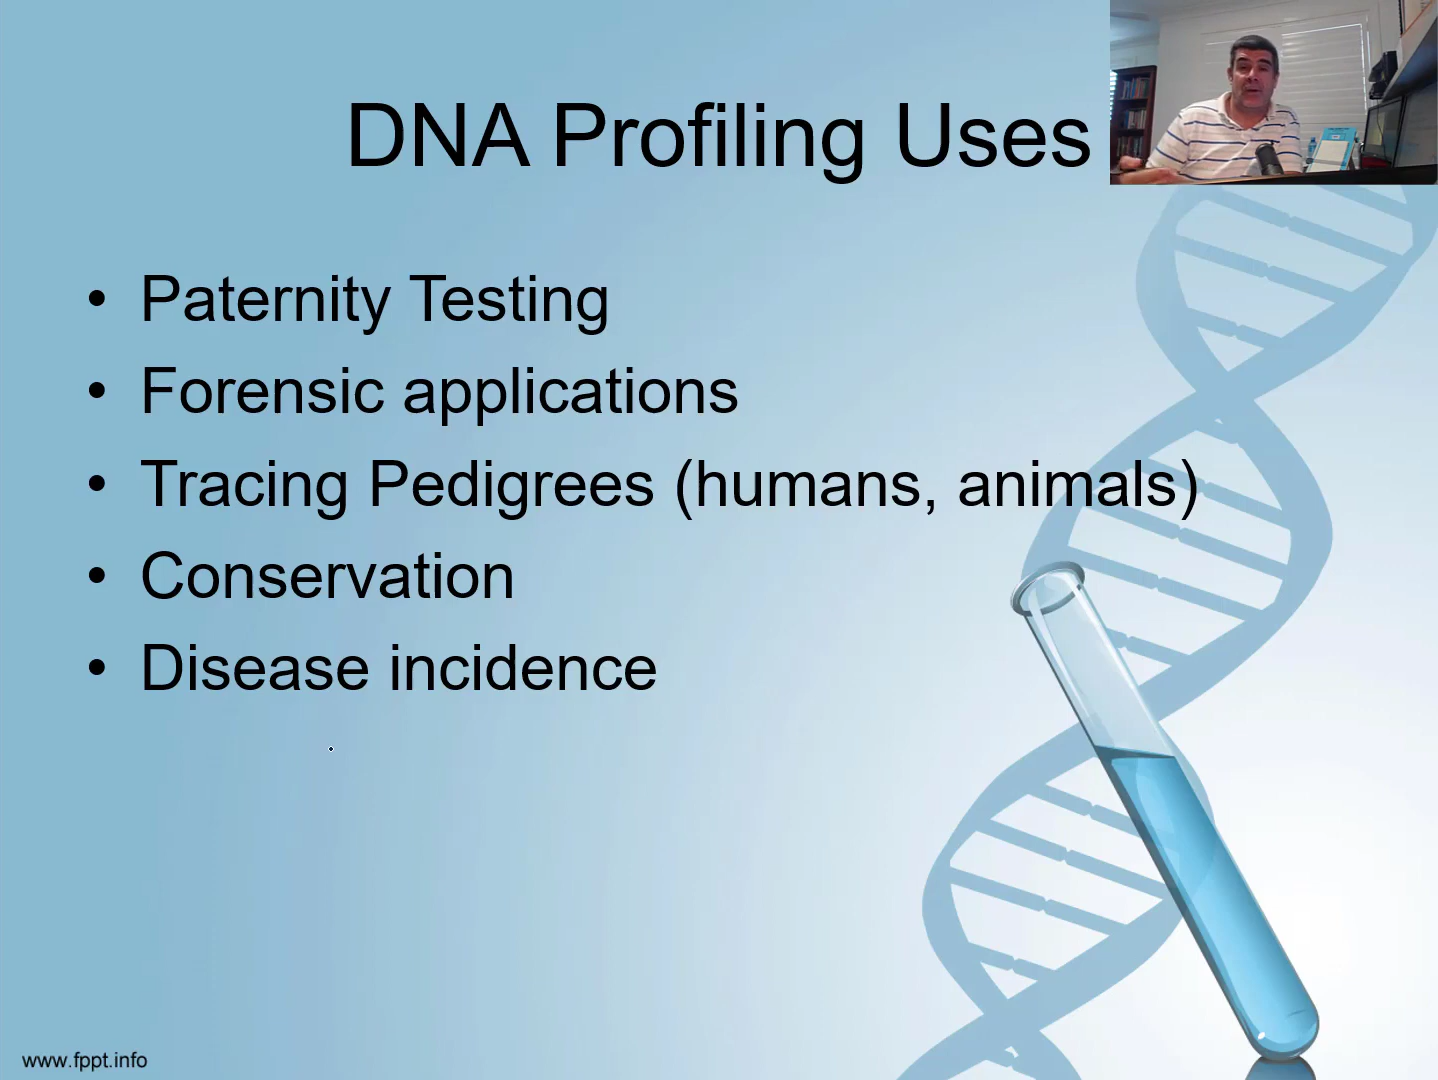 DNA Profiling Uses
• Paternity Testing
• Forensic applications
• Tracing Pedigrees (humans, animals)
• Conservation
• Disease incidence
www.fppt.info